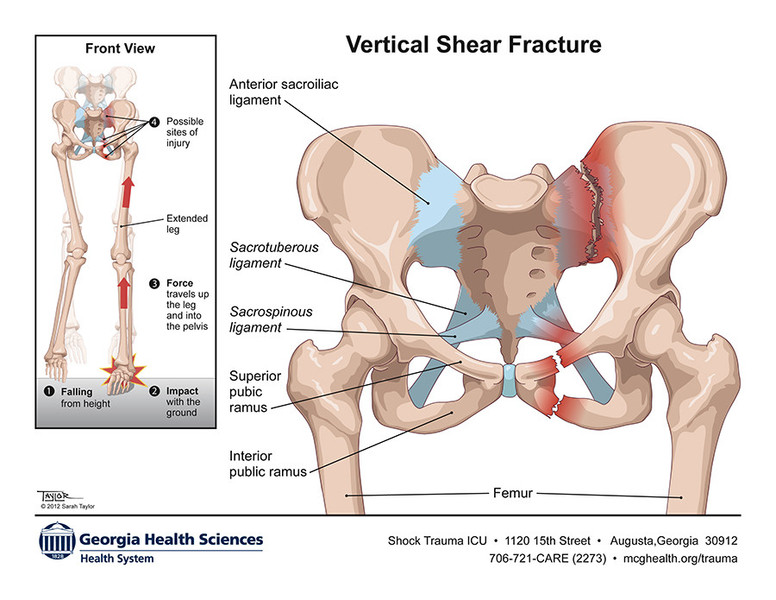 Vertical Shear Fracture
Front View
4 Possible
sites of
injury
Extended
leg
3 Force
travels up
the leg
and into
the pelvis
1 Falling
from height
2 Impact
with the
ground
Anterior sacroiliac
ligament
Sacrotuberous
ligament
Sacrospinous
ligament
Superior
pubic
ramus
Interior
public ramus
Femur
TAYLOR
© 2012 Sarah Taylor
1828
Georgia Health Sciences
Health System
Shock Trauma ICU • 1120 15th Street • Augusta,Georgia 30912
706-721-CARE (2273) • mcghealth.org/trauma